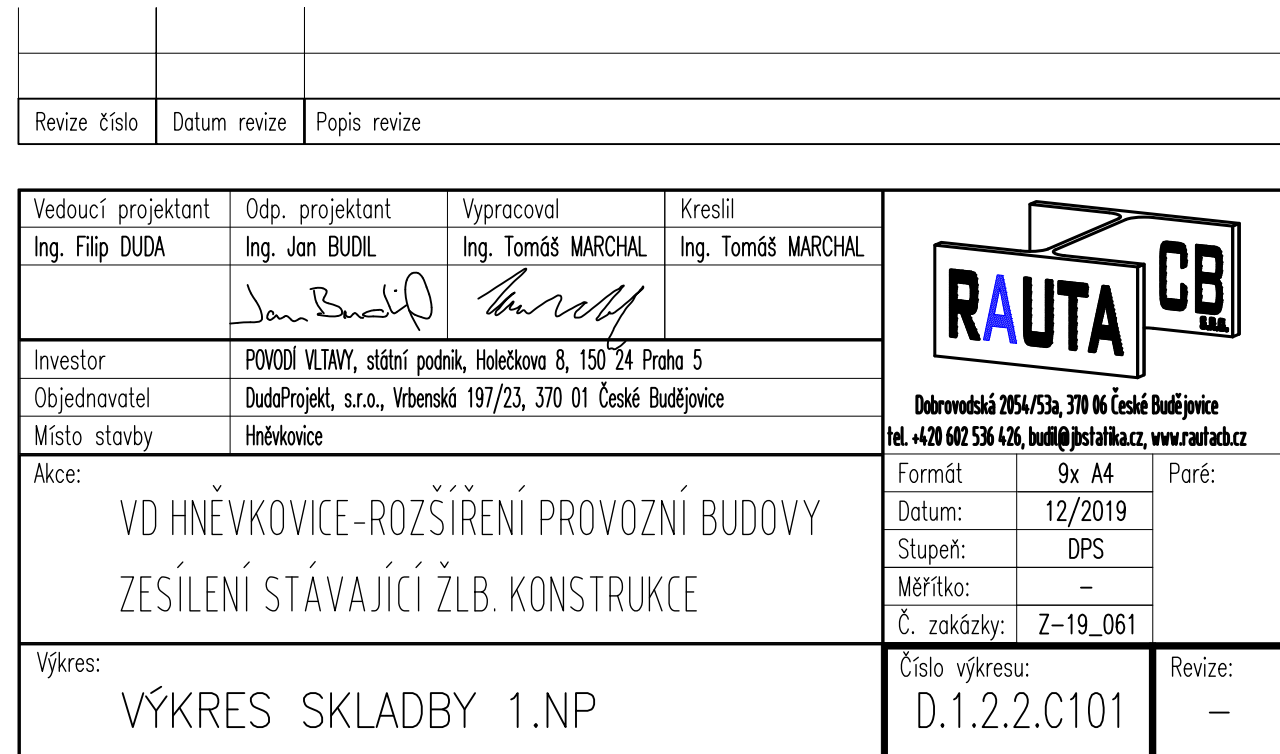 Revize číslo Datum revize Popis revize
Vedoucí projektant Odp. projektant Vypracoval Kreslil
Ing. Filip DUDA Ing. Jan BUDIL Ing. Tomáš MARCHAL Ing. Tomáš MARCHAL
Jan Budil
Investor POVODÍ VLTAVY, státní podnik, Holečkova 8, 150 24 Praha 5
Objednavatel DudaProjekt, s.r.o., Vrbenská 197/23, 370 01 České Budějovice
Místo stavby Hněvkovice
RAUTA CB s.r.o.
Dobrovodská 2054/53a, 370 06 České Budějovice
tel. +420 602 536 426, budil@jbstatika.cz, www.rautacb.cz
Akce:
VD HNĚVKOVICE-ROZŠÍŘENÍ PROVOZNÍ BUDOVY
ZESÍLENÍ STÁVAJÍCÍ ŽLB. KONSTRUKCE
Formát 9x A4 Paré:
Datum: 12/2019
Stupeň: DPS
Měřítko: –
Č. zakázky: Z-19_061
Výkres:
VÝKRES SKLADBY 1.NP
Číslo výkresu: Revize:
D.1.2.2.C101 –